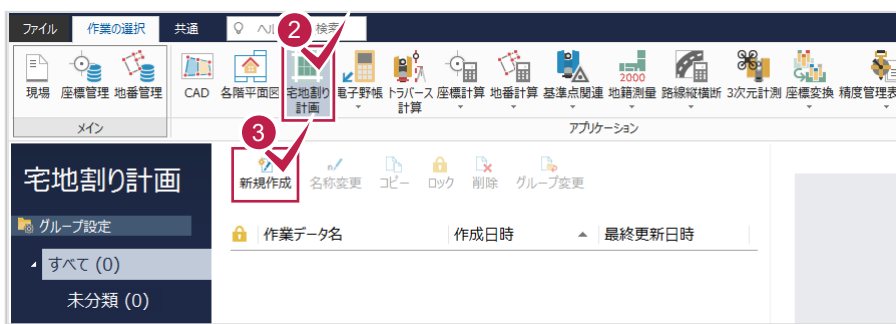 ファイル 作業の選択 共通 検索
2
現場 座標管理 地番管理 CAD 各階平面図 宅地割り計画 電子野帳 トラバース計算 座標計算 地番計算 基準点関連 2000 地籍測量 路線縦横断 3次元計測 座標変換 精度管理表
メイン アプリケーション
3
宅地割り計画
新規作成 名称変更 コピー ロック 削除 グループ変更
グループ設定
作業データ名 作成日時 最終更新日時
すべて (0)
未分類 (0)